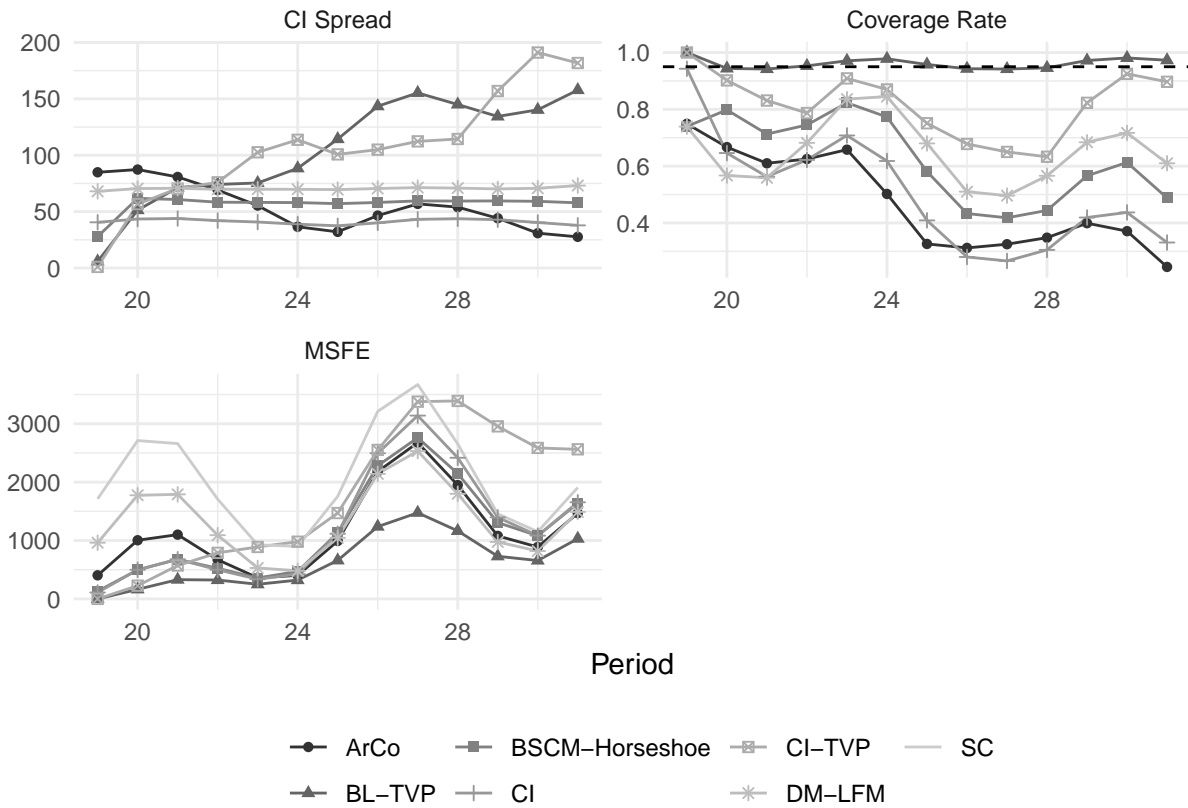 CI Spread
200
150
100
50
0
20 24 28
Coverage Rate
1.0
0.8
0.6
0.4
20 24 28
MSFE
3000
2000
1000
0
20 24 28
Period
ArCo BSCM−Horseshoe CI−TVP SC
BL−TVP CI DM−LFM